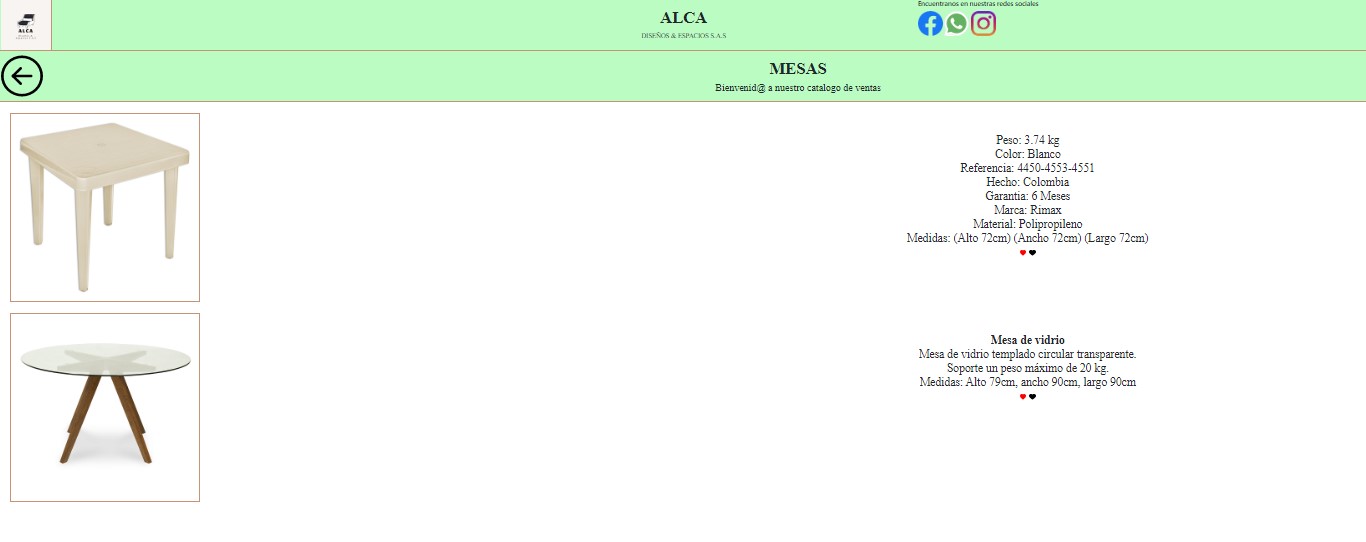 ALCA
ALCA
DISEÑOS & ESPACIOS S.A.S
Encuentranos en nuestras redes sociales
MESAS
Bienvenid@ a nuestro catalogo de ventas
Peso: 3.74 kg
Color: Blanco
Referencia: 4450-4553-4551
Hecho: Colombia
Garantia: 6 Meses
Marca: Rimax
Material: Polipropileno
Medidas: (Alto 72cm) (Ancho 72cm) (Largo 72cm)
Mesa de vidrio
Mesa de vidrio templado circular transparente.
Soporte un peso máximo de 20 kg.
Medidas: Alto 79cm, ancho 90cm, largo 90cm